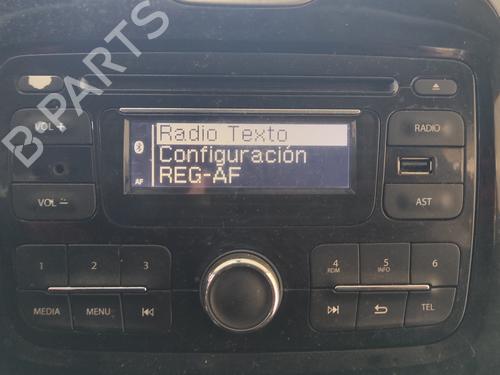 B-PARTS
VOL +
Radio Texto
RADIO
Configuración
AF
REG-AF
VOL −
AST
1
2
3
4
RDM
5
INFO
6
MEDIA
MENU
TEL